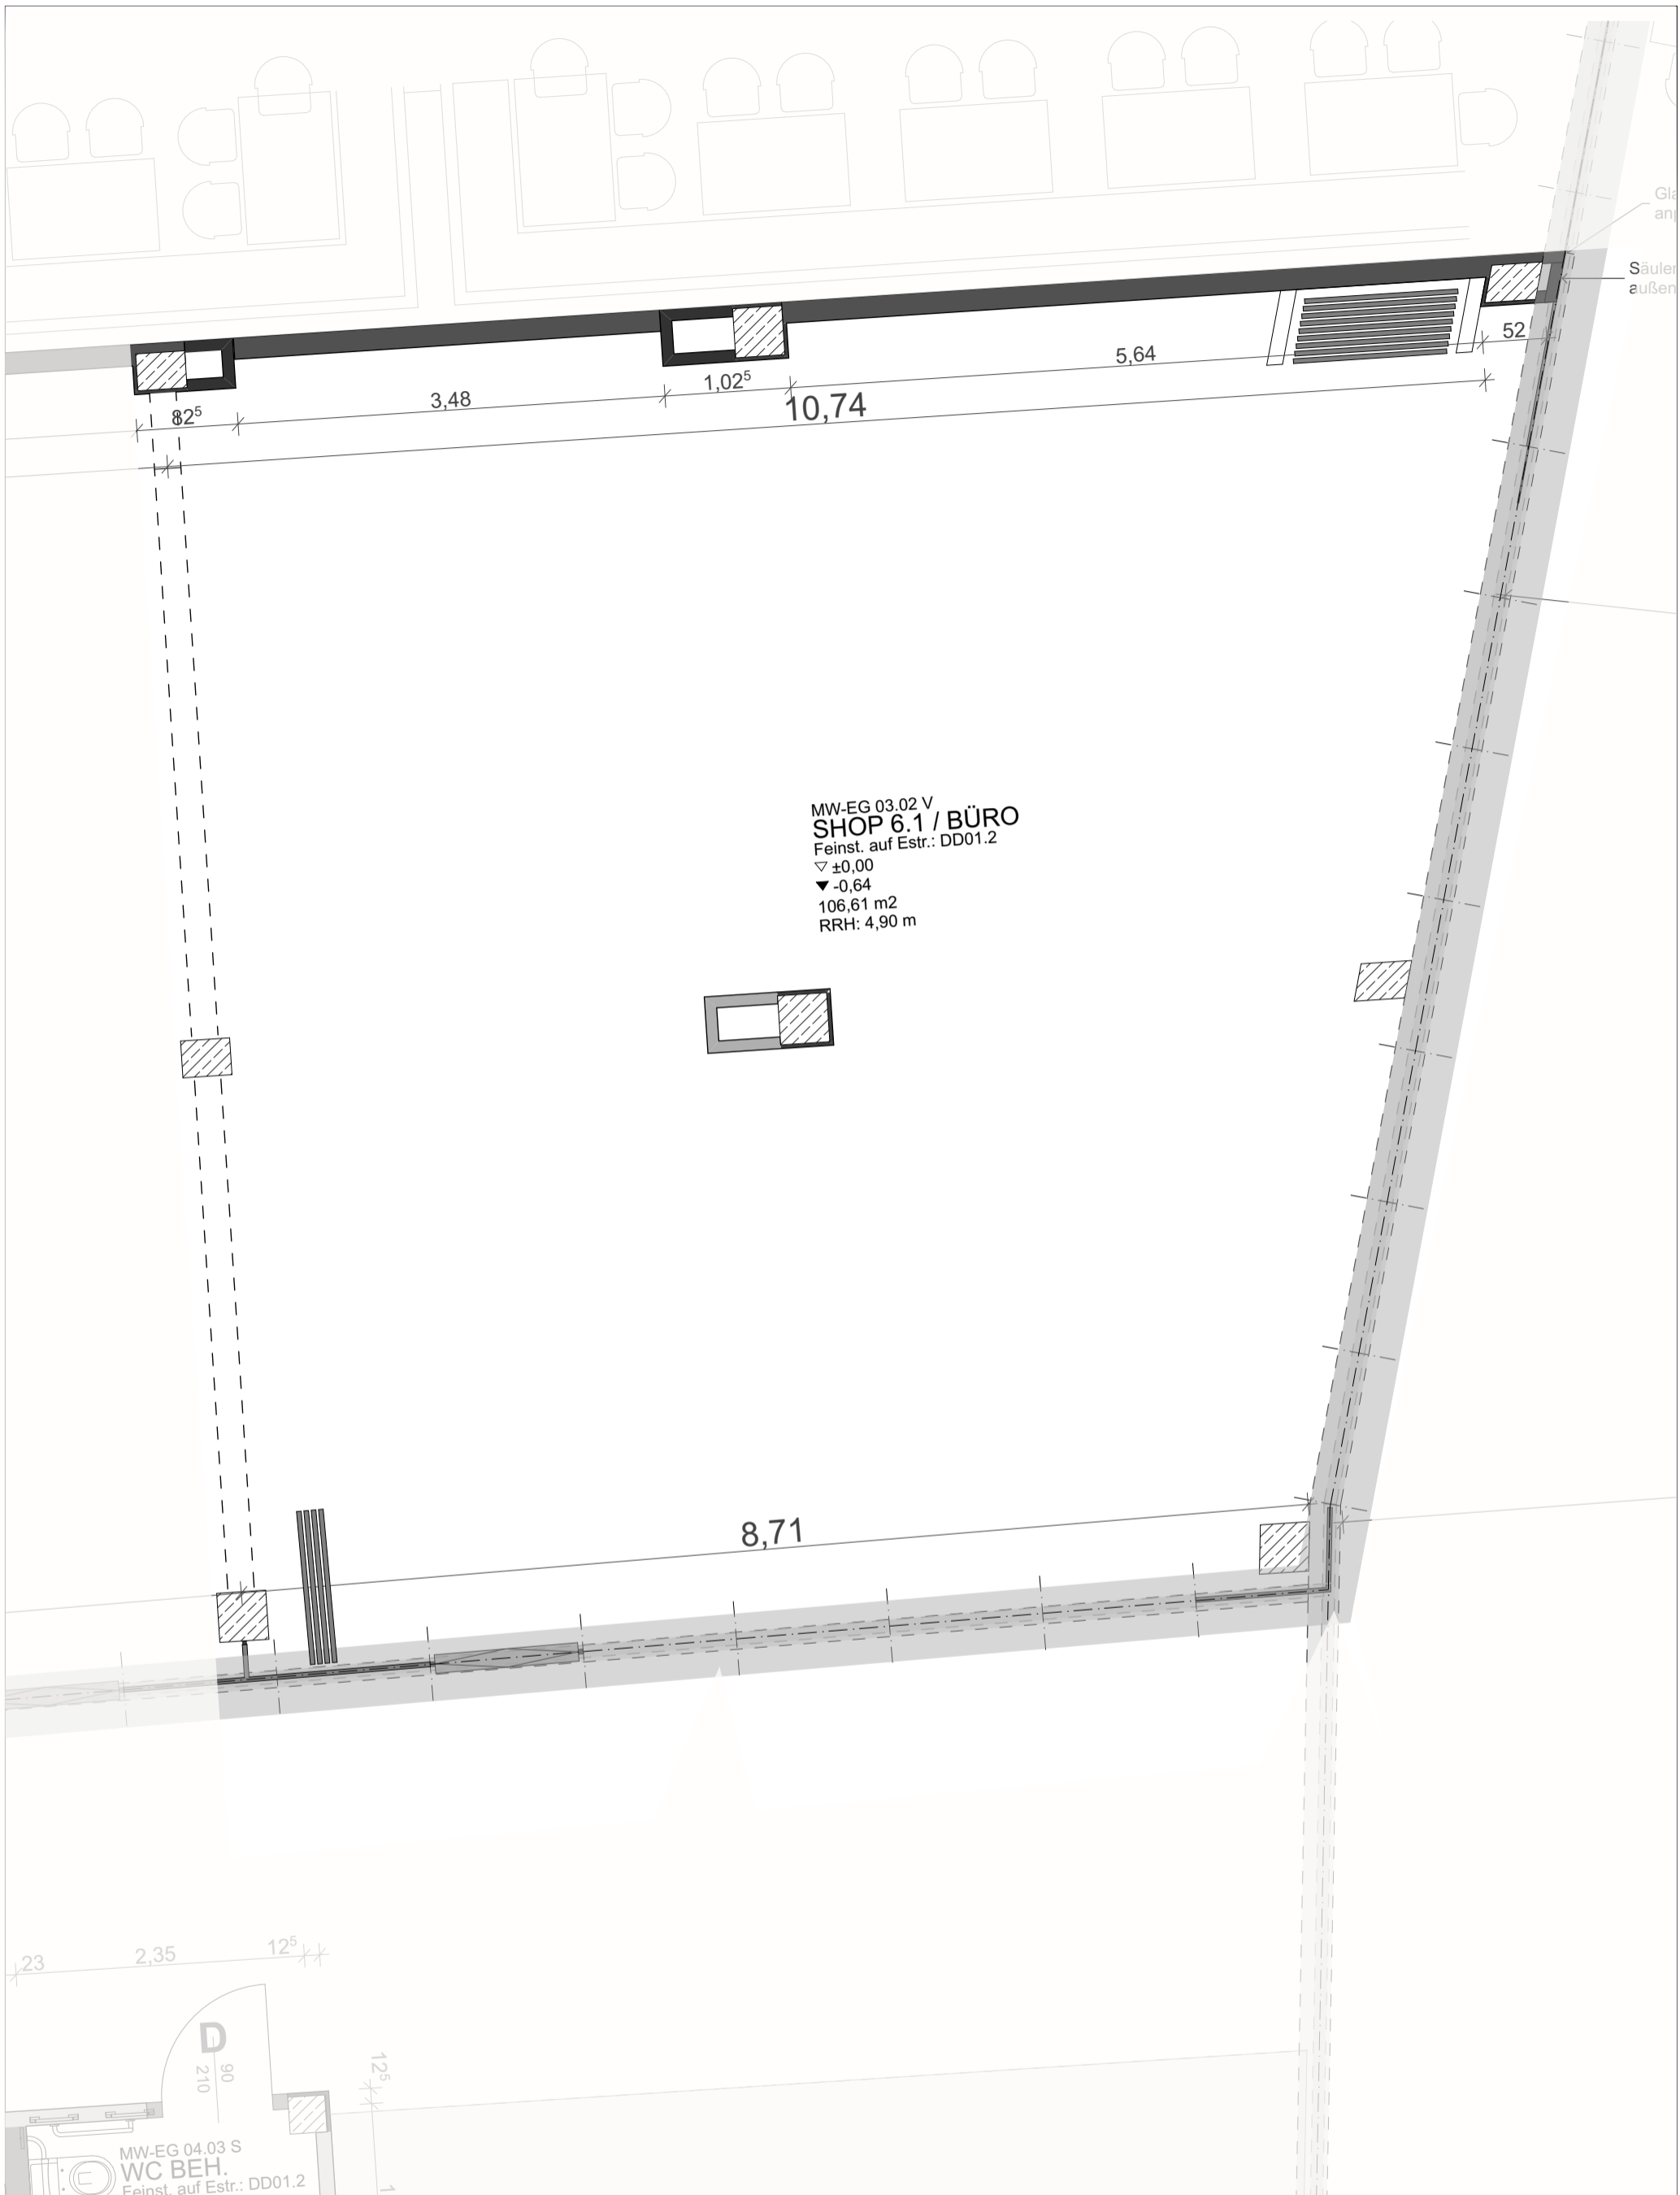 Gla
Säulen
außen
52
5,64
1,02⁵
3,48
10,74
82⁵
MW-EG 03.02 V
SHOP 6.1 / BÜRO
Feinst. auf Estr.: DD01.2
▽ ±0,00
▼ -0,64
106,61 m2
RRH: 4,90 m
8,71
23
2,35
12⁵
D
90
210
12⁵
1
MW-EG 04.03 S
WC BEH.
Feinst. auf Estr.: DD01.2